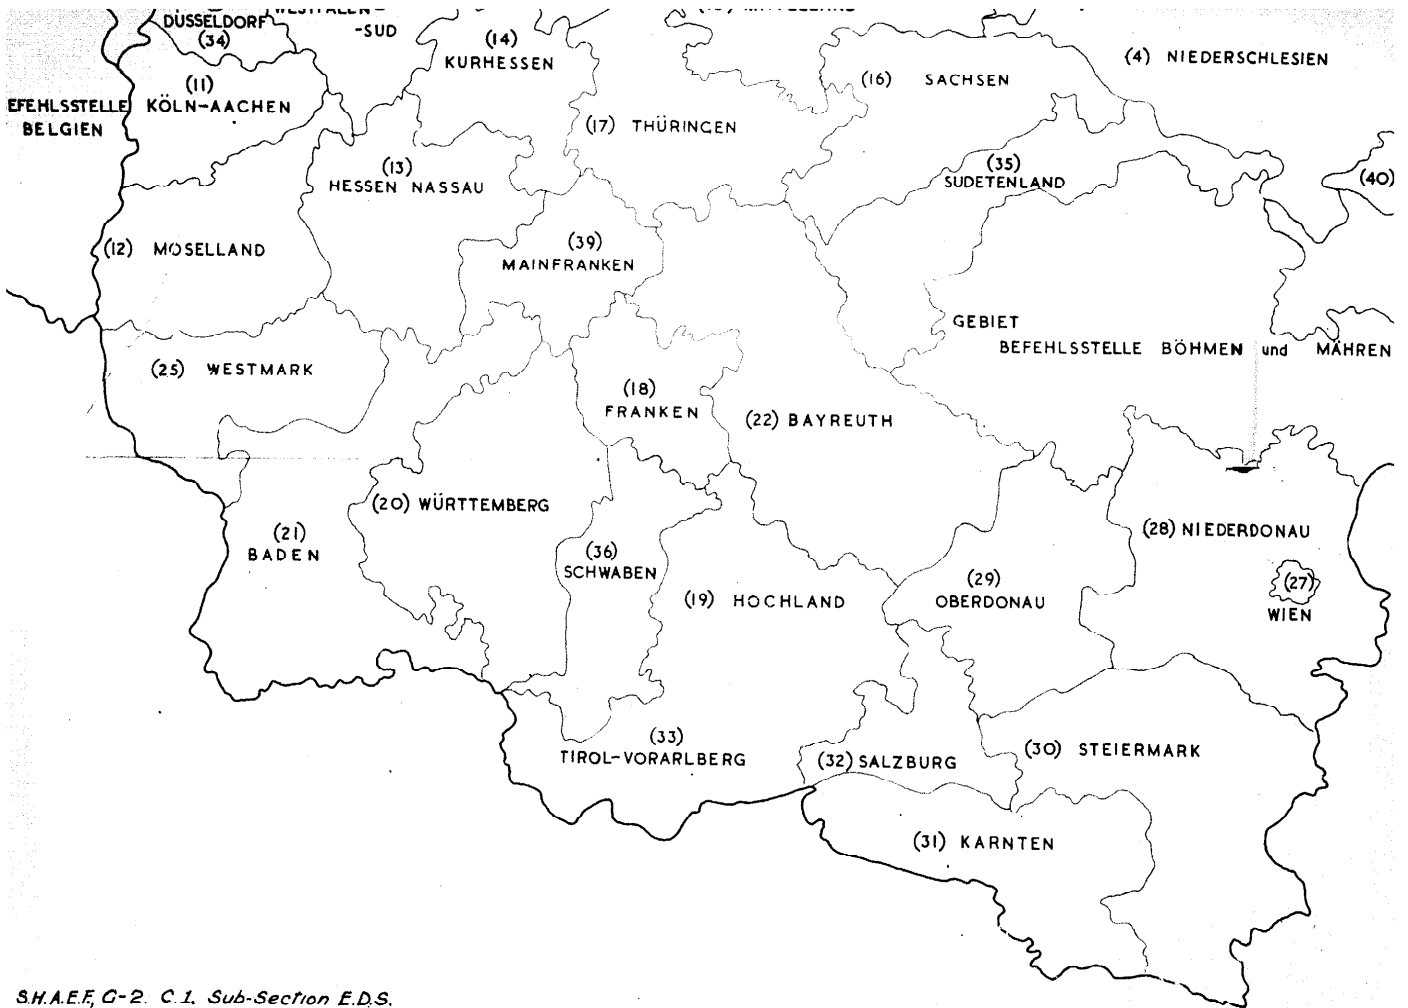 DÜSSELDORF
(34)
-SUD
(14)
KURHESSEN
(4) NIEDERSCHLESIEN
(16) SACHSEN
(11)
KÖLN-AACHEN
EFEHLSSTELLE
BELGIEN
(17) THÜRINGEN
(13)
HESSEN NASSAU
(35)
SUDETENLAND
(40)
(12) MOSELLAND
(39)
MAINFRANKEN
GEBIET
BEFEHLSSTELLE BÖHMEN und MÄHREN
(25) WESTMARK
(18)
FRANKEN
(22) BAYREUTH
(20) WÜRTTEMBERG
(21)
BADEN
(36)
SCHWABEN
(28) NIEDERDONAU
(19) HOCHLAND
(29)
OBERDONAU
(27)
WIEN
(33)
TIROL-VORARLBERG
(32) SALZBURG
(30) STEIERMARK
(31) KARNTEN
S.H.A.E.F, G-2. C.I. Sub-Section E.D.S.